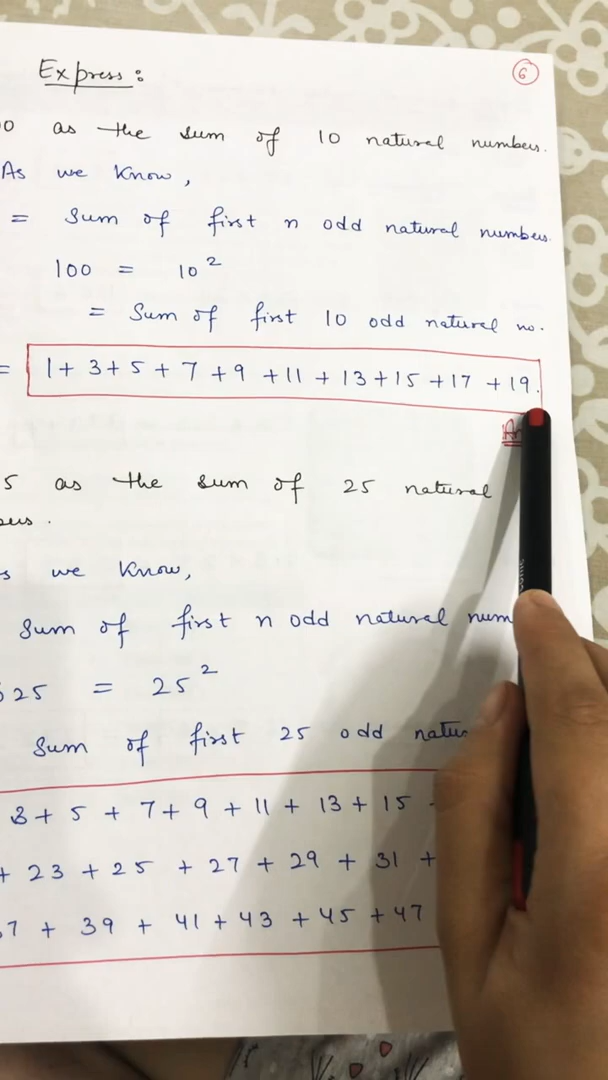 Express :
6
as the sum of 10 natural numbers.
As we know,
= Sum of first n odd natural numbers.
100 = 10²
= Sum of first 10 odd natural no.
= 1 + 3 + 5 + 7 + 9 + 11 + 13 + 15 + 17 + 19.
5 as the sum of 25 natural
we know,
Sum of first n odd natural num
25 = 25²
Sum of first 25 odd
3 + 5 + 7 + 9 + 11 + 13 + 15
+ 23 + 25 + 27 + 29 + 31 +
7 + 39 + 41 + 43 + 45 + 47